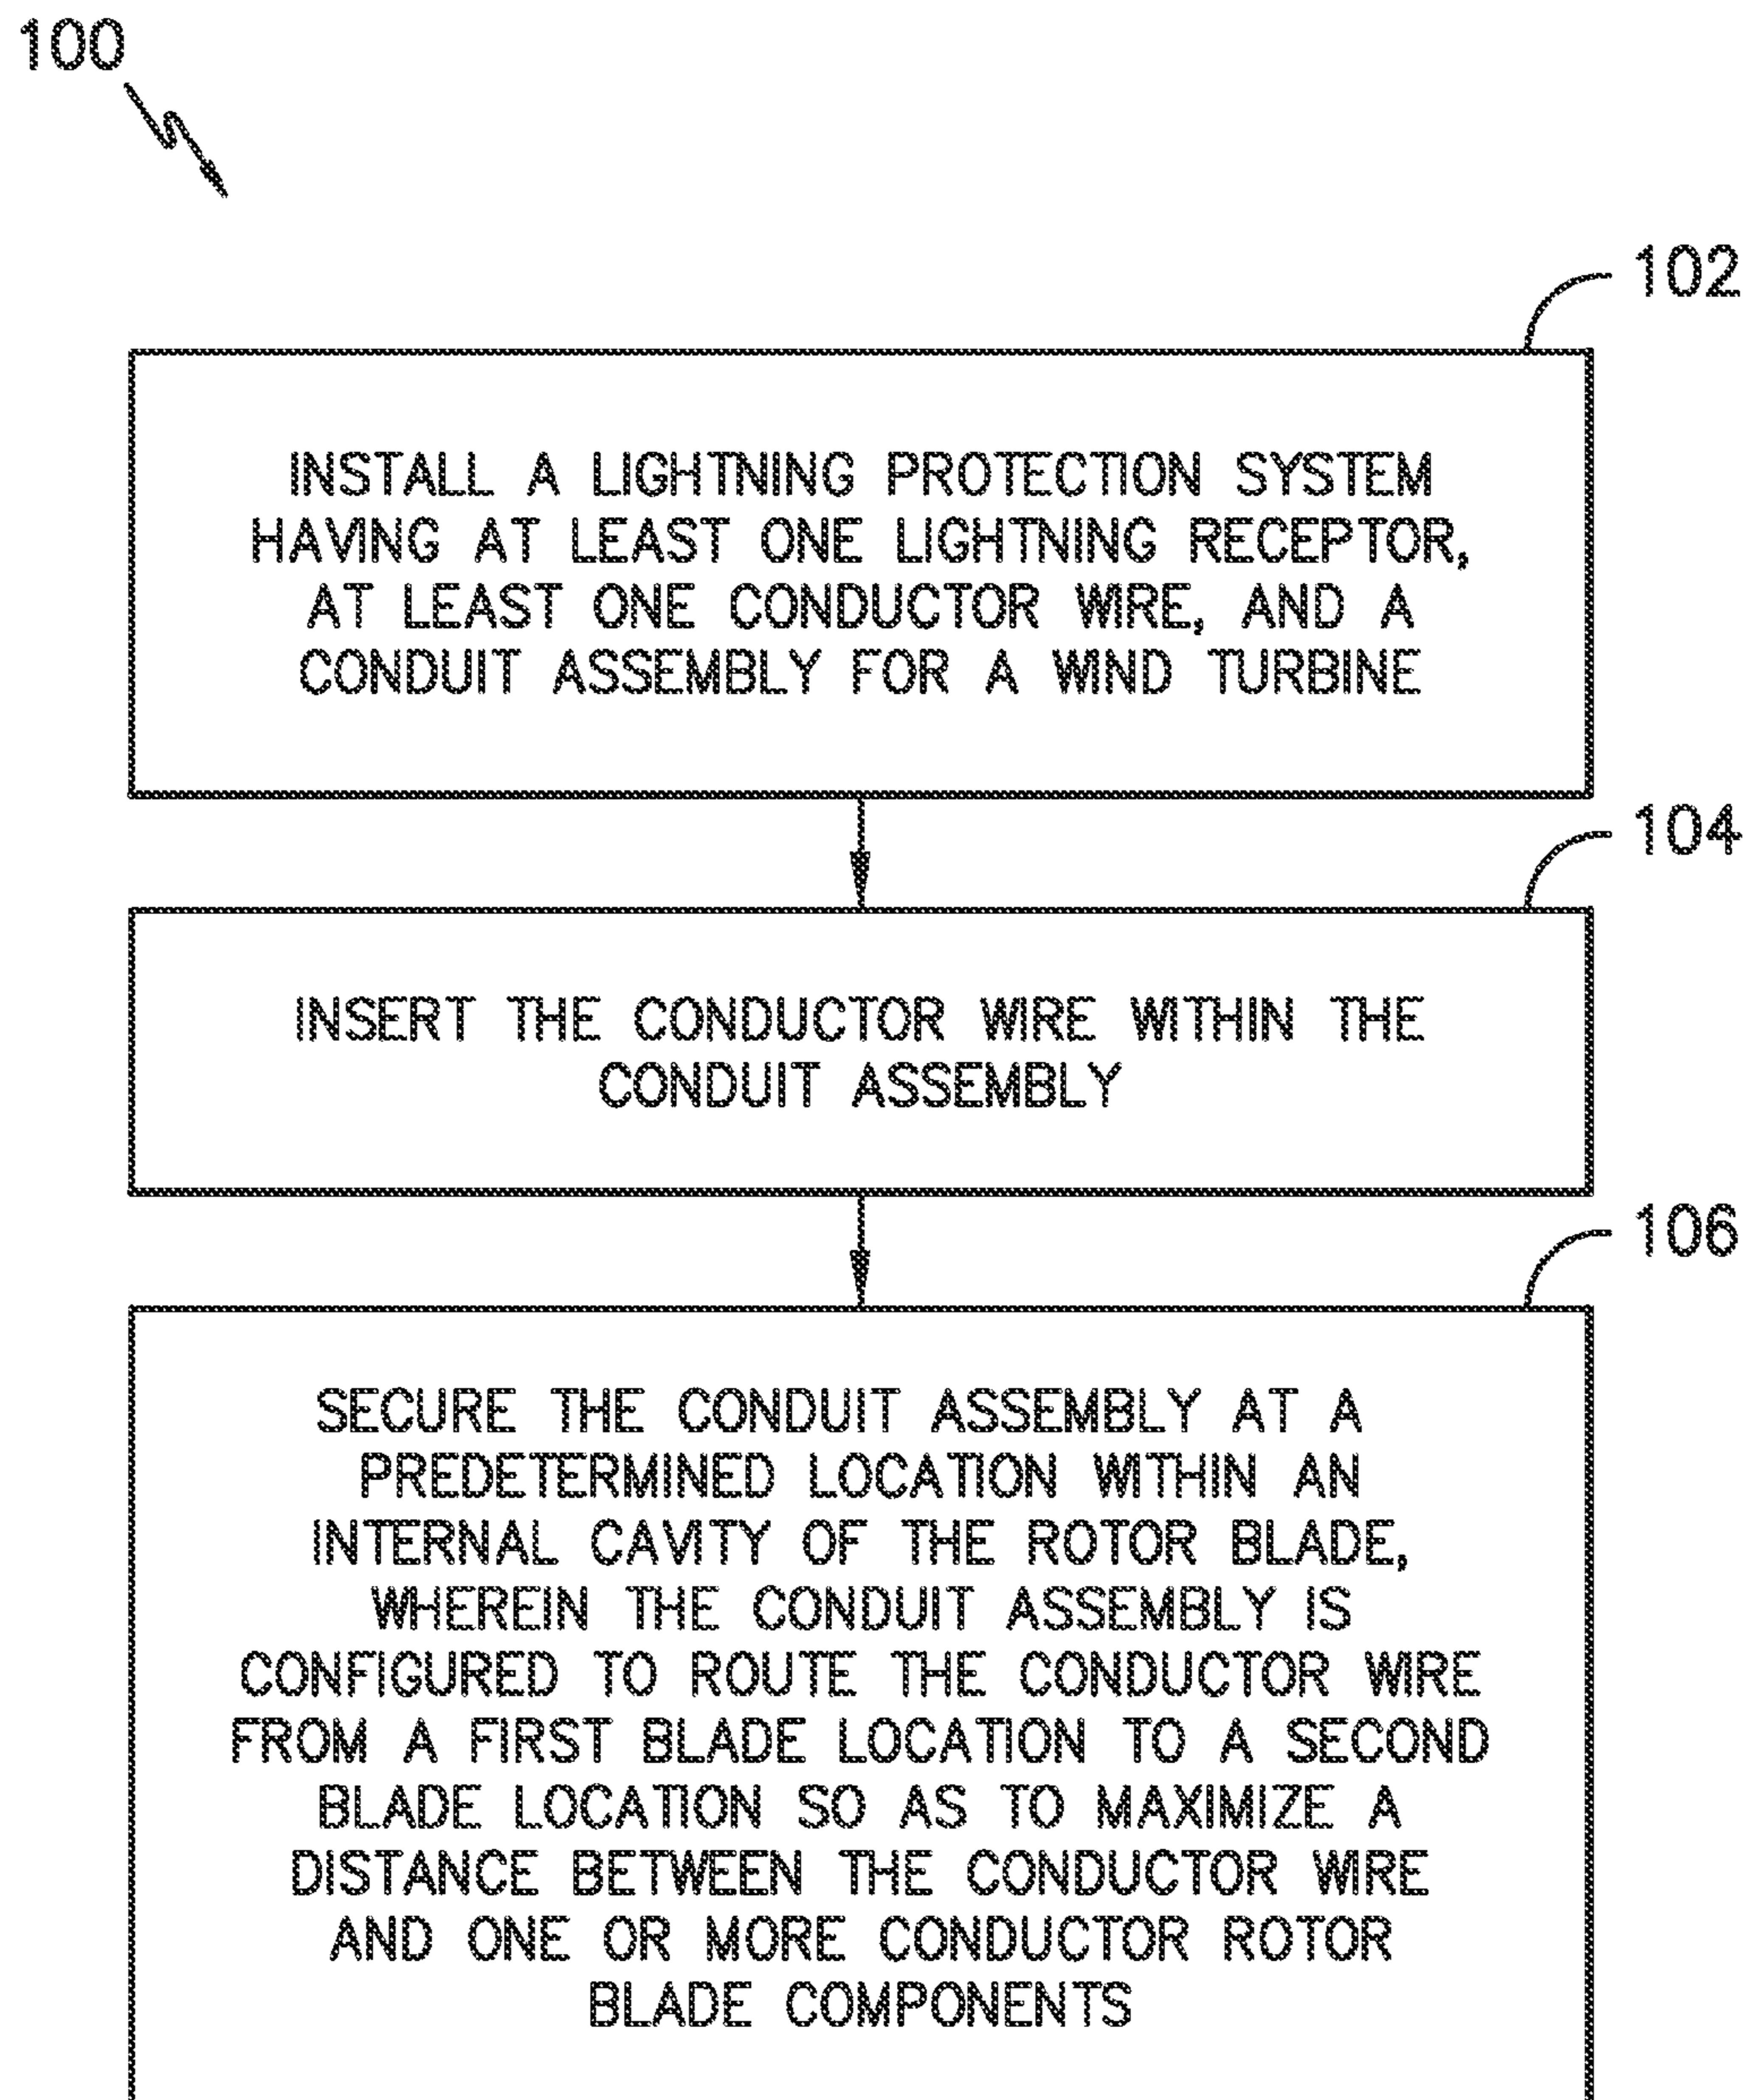 100
102
INSTALL A LIGHTNING PROTECTION SYSTEM
HAVING AT LEAST ONE LIGHTNING RECEPTOR,
AT LEAST ONE CONDUCTOR WIRE, AND A
CONDUIT ASSEMBLY FOR A WIND TURBINE
104
INSERT THE CONDUCTOR WIRE WITHIN THE
CONDUIT ASSEMBLY
106
SECURE THE CONDUIT ASSEMBLY AT A
PREDETERMINED LOCATION WITHIN AN
INTERNAL CAVITY OF THE ROTOR BLADE,
WHEREIN THE CONDUIT ASSEMBLY IS
CONFIGURED TO ROUTE THE CONDUCTOR WIRE
FROM A FIRST BLADE LOCATION TO A SECOND
BLADE LOCATION SO AS TO MAXIMIZE A
DISTANCE BETWEEN THE CONDUCTOR WIRE
AND ONE OR MORE CONDUCTOR ROTOR
BLADE COMPONENTS